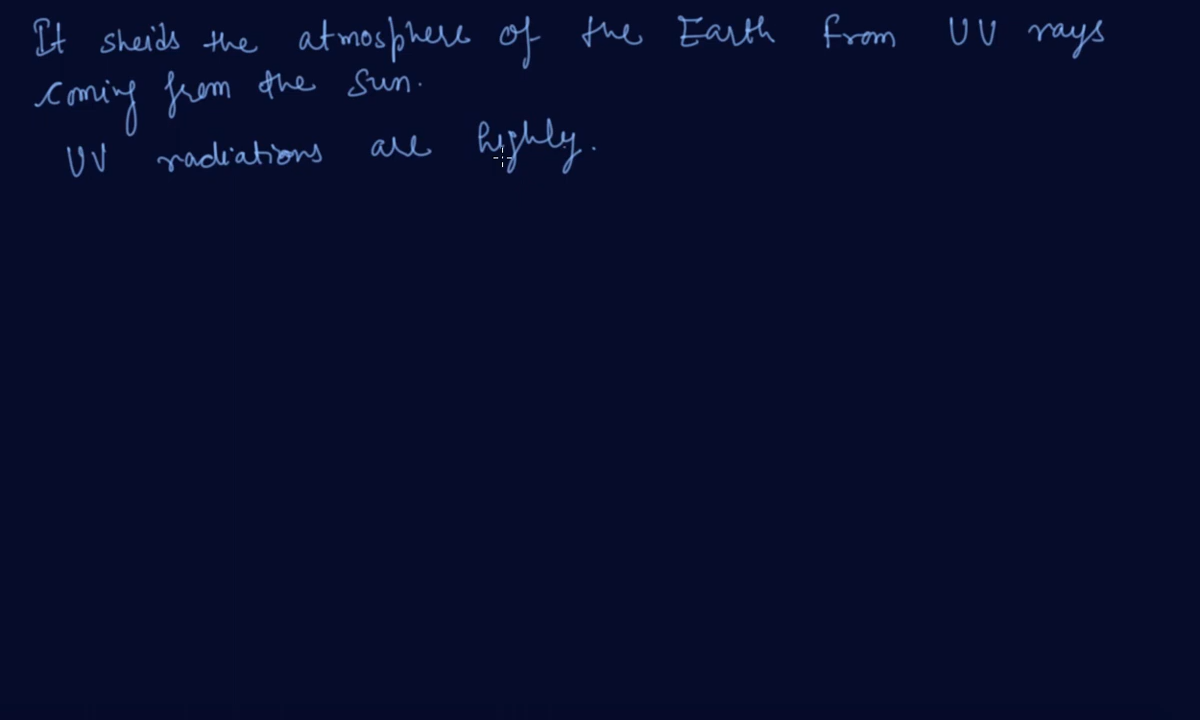 It sheids the atmosphere of the Earth from UV rays
coming from the Sun.
UV radiations are highly.